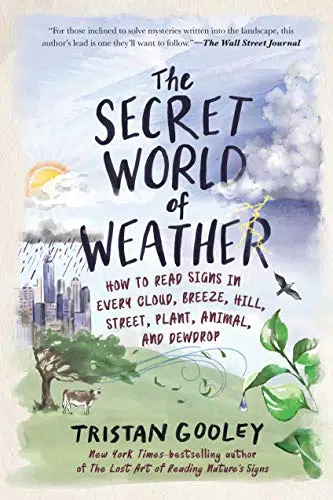 "For those inclined to solve mysteries written into the landscape, this
author's lead is one they'll want to follow."—The Wall Street Journal
The
SECRET
WORLD
of
WEATHER
HOW TO READ SIGNS IN
EVERY CLOUD, BREEZE, HILL,
STREET, PLANT, ANIMAL,
AND DEWDROP
TRISTAN GOOLEY
New York Times-bestselling author
of The Lost Art of Reading Nature's Signs